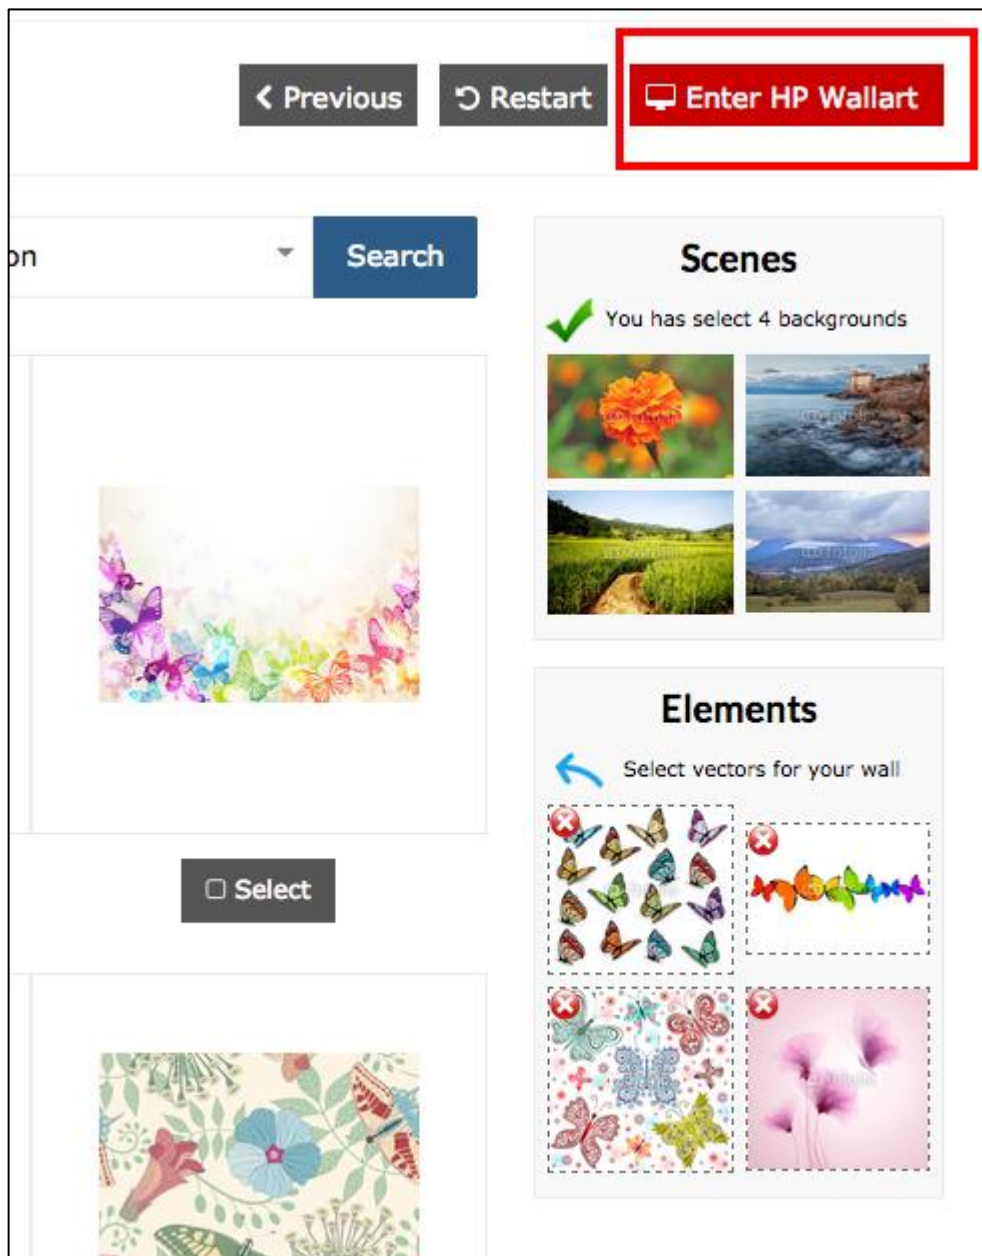 Previous
Restart
Enter HP Wallart
on
Search
Scenes
You has select 4 backgrounds
Elements
Select vectors for your wall
Select